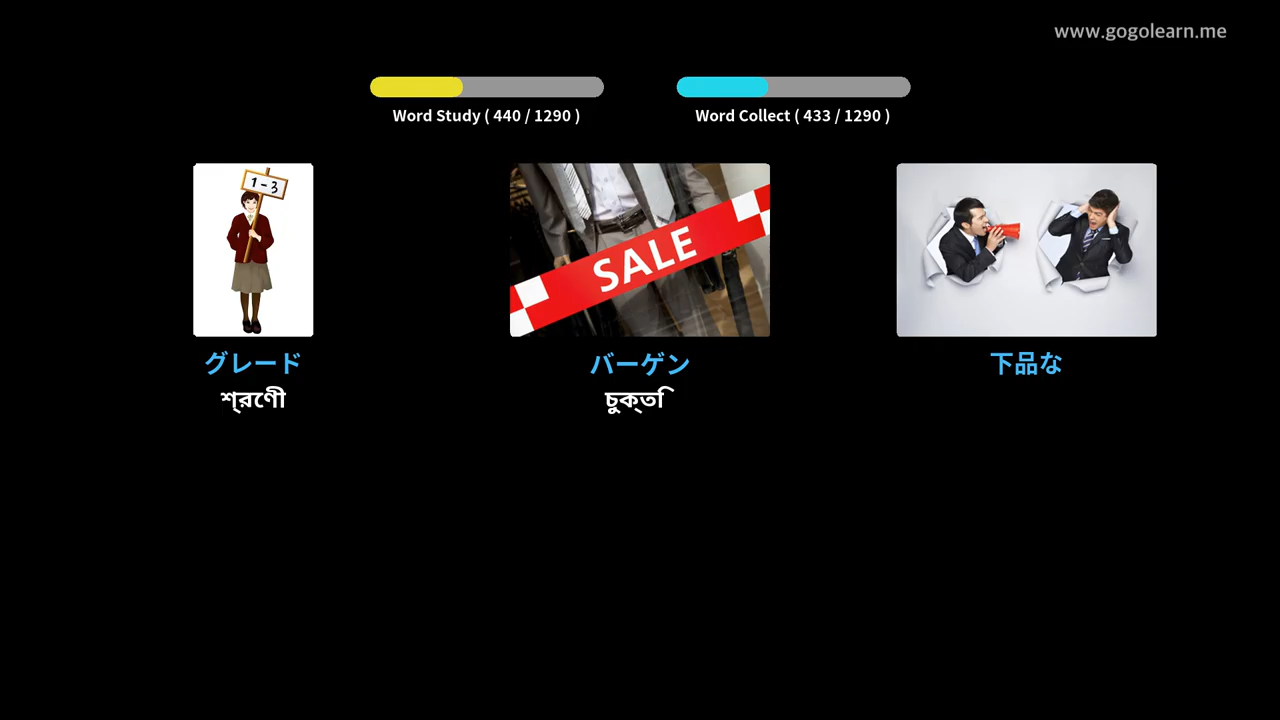 www.gogolearn.me
Word Study ( 440 / 1290 )
Word Collect ( 433 / 1290 )
1 - 3
SALE
グレード
バーゲン
下品な
শ্রেণী
চুক্তি